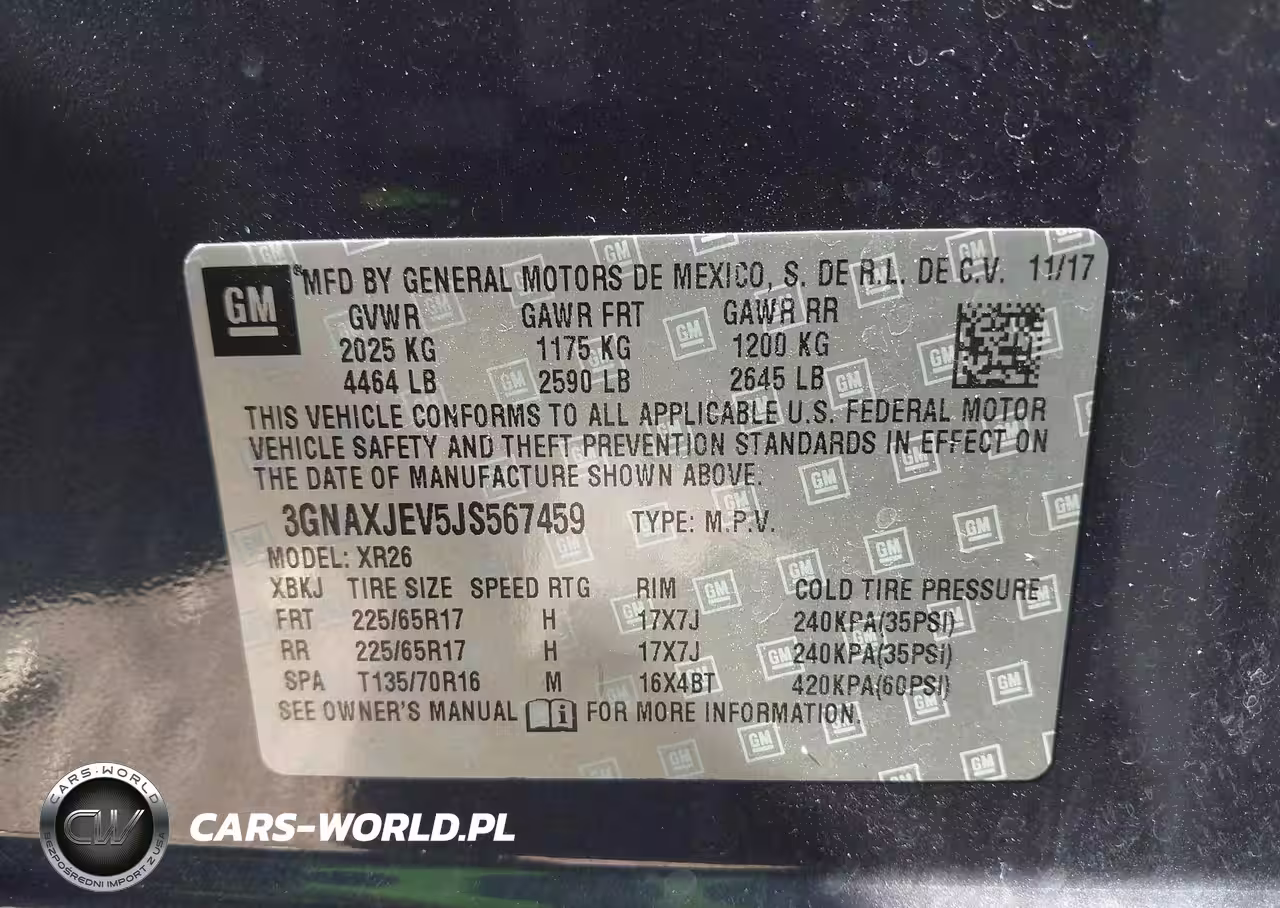 GM
®MFD BY GENERAL MOTORS DE MEXICO, S. DE R.L. DE C.V. 11/17
GVWR GAWR FRT GAWR RR
2025 KG 1175 KG 1200 KG
4464 LB 2590 LB 2645 LB
THIS VEHICLE CONFORMS TO ALL APPLICABLE U.S. FEDERAL MOTOR
VEHICLE SAFETY AND THEFT PREVENTION STANDARDS IN EFFECT ON
THE DATE OF MANUFACTURE SHOWN ABOVE.
3GNAXJEV5JS567459 TYPE: M.P.V.
MODEL: XR26
XBKJ TIRE SIZE SPEED RTG RIM COLD TIRE PRESSURE
FRT 225/65R17 H 17X7J 240KPA(35PSI)
RR 225/65R17 H 17X7J 240KPA(35PSI)
SPA T135/70R16 M 16X4BT 420KPA(60PSI)
SEE OWNER'S MANUAL i FOR MORE INFORMATION.
CARS-WORLD
CW
BEZPOŚREDNI IMPORT Z USA
CARS-WORLD.PL